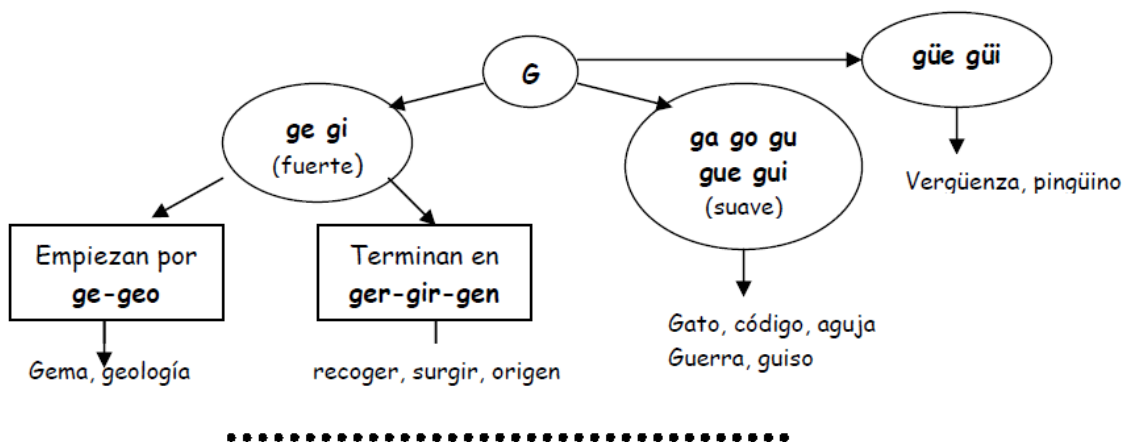 G
güe güi
ge gi
(fuerte)
ga go gu
gue gui
(suave)
Vergüenza, pingüino
Empiezan por
ge-geo
Terminan en
ger-gir-gen
Gato, código, aguja
Guerra, guiso
Gema, geología
recoger, surgir, origen